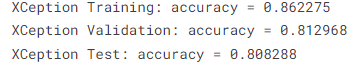 XCeption Training: accuracy = 0.862275
XCeption Validation: accuracy = 0.812968
XCeption Test: accuracy = 0.808288